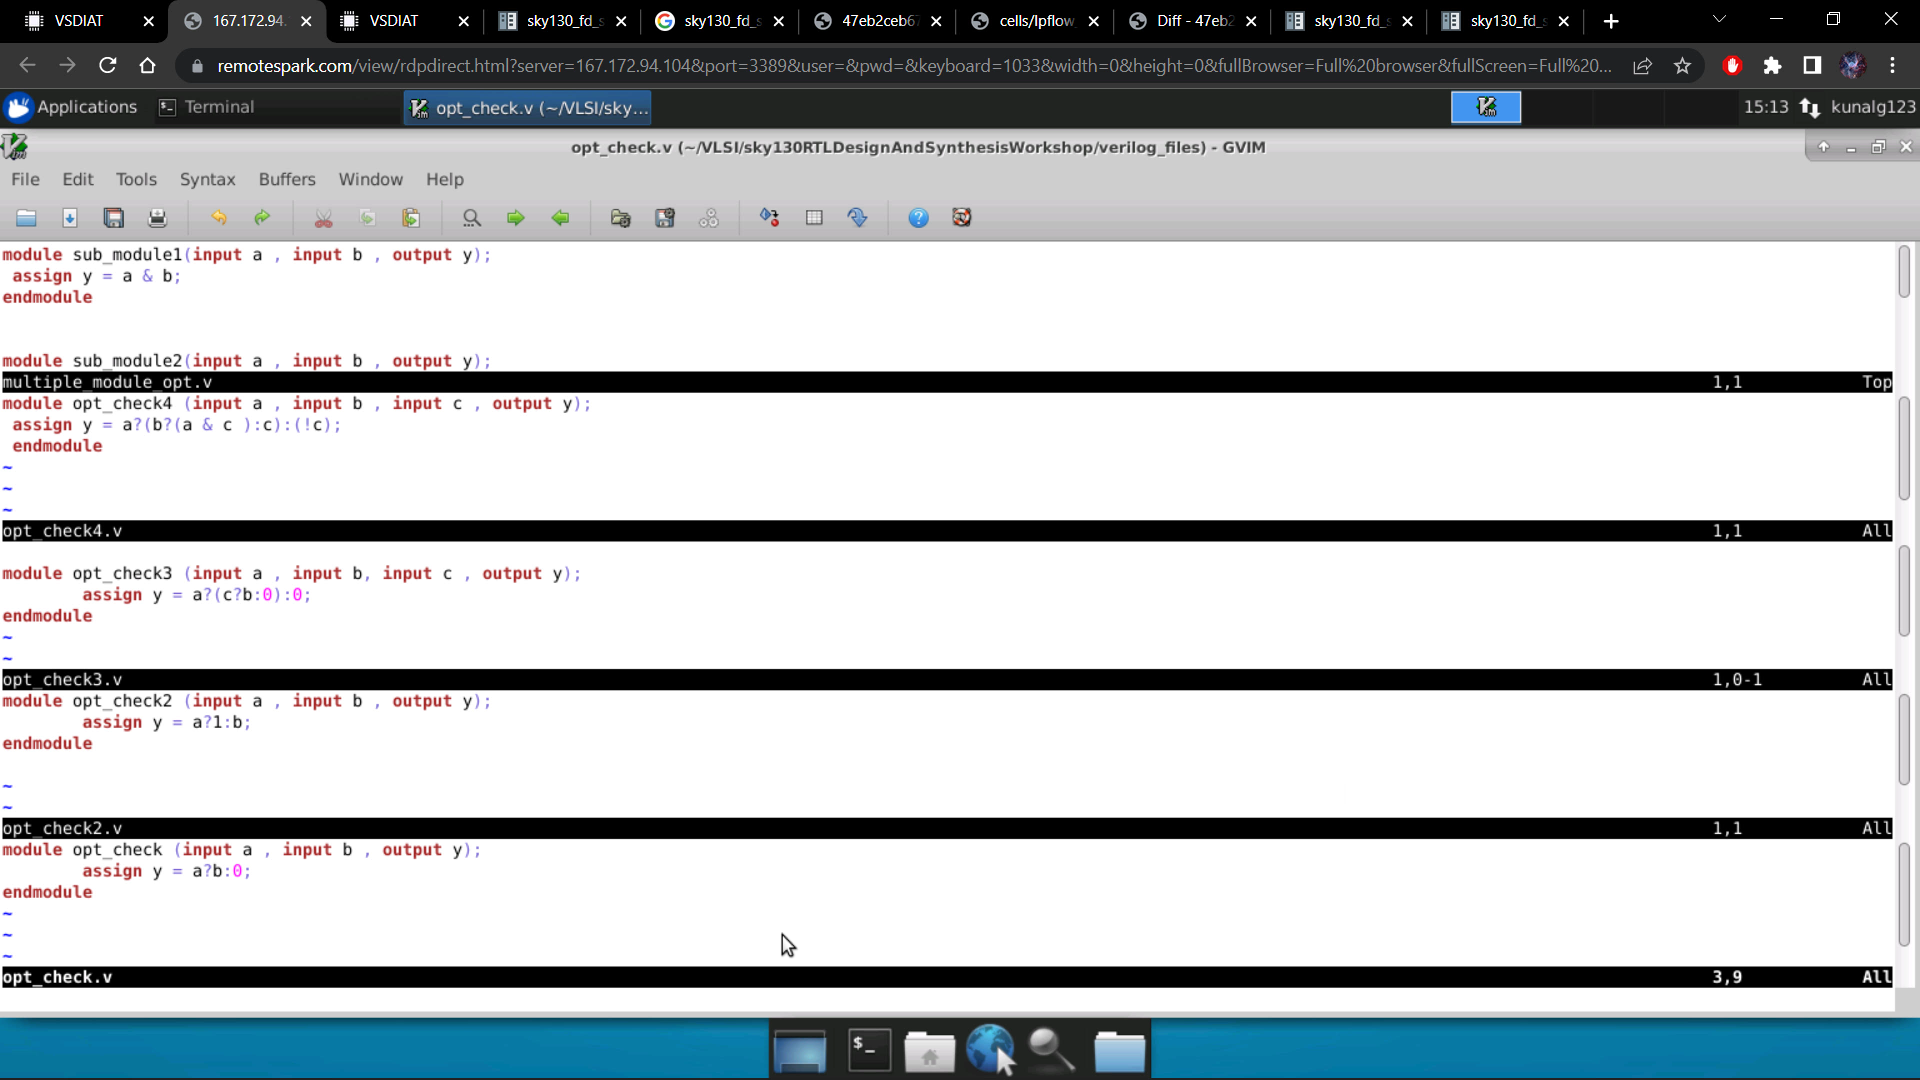 VSDIAT
167.172.94.
VSDIAT
sky130_fd_s
sky130_fd_s
47eb2ceb67
cells/lpflow
Diff - 47eb2
sky130_fd_s
sky130_fd_s
remotespark.com/view/rdpdirect.html?server=167.172.94.104&port=3389&user=&pwd=&keyboard=1033&width=0&height=0&fullBrowser=Full%20browser&fullScreen=Full%20...
Applications
Terminal
opt_check.v (~/VLSI/sky...
15:13
kunalg123
opt_check.v (~/VLSI/sky130RTLDesignAndSynthesisWorkshop/verilog_files) - GVIM
File Edit Tools Syntax Buffers Window Help
module sub_module1(input a , input b , output y);
assign y = a & b;
endmodule
module sub_module2(input a , input b , output y);
multiple_module_opt.v 1,1 Top
module opt_check4 (input a , input b , input c , output y);
assign y = a?(b?(a & c ):c):(!c);
endmodule
~
~
~
opt_check4.v 1,1 All
module opt_check3 (input a , input b, input c , output y);
assign y = a?(c?b:0):0;
endmodule
~
~
opt_check3.v 1,0-1 All
module opt_check2 (input a , input b , output y);
assign y = a?1:b;
endmodule
~
~
opt_check2.v 1,1 All
module opt_check (input a , input b , output y);
assign y = a?b:0;
endmodule
~
~
~
opt_check.v 3,9 All
$_